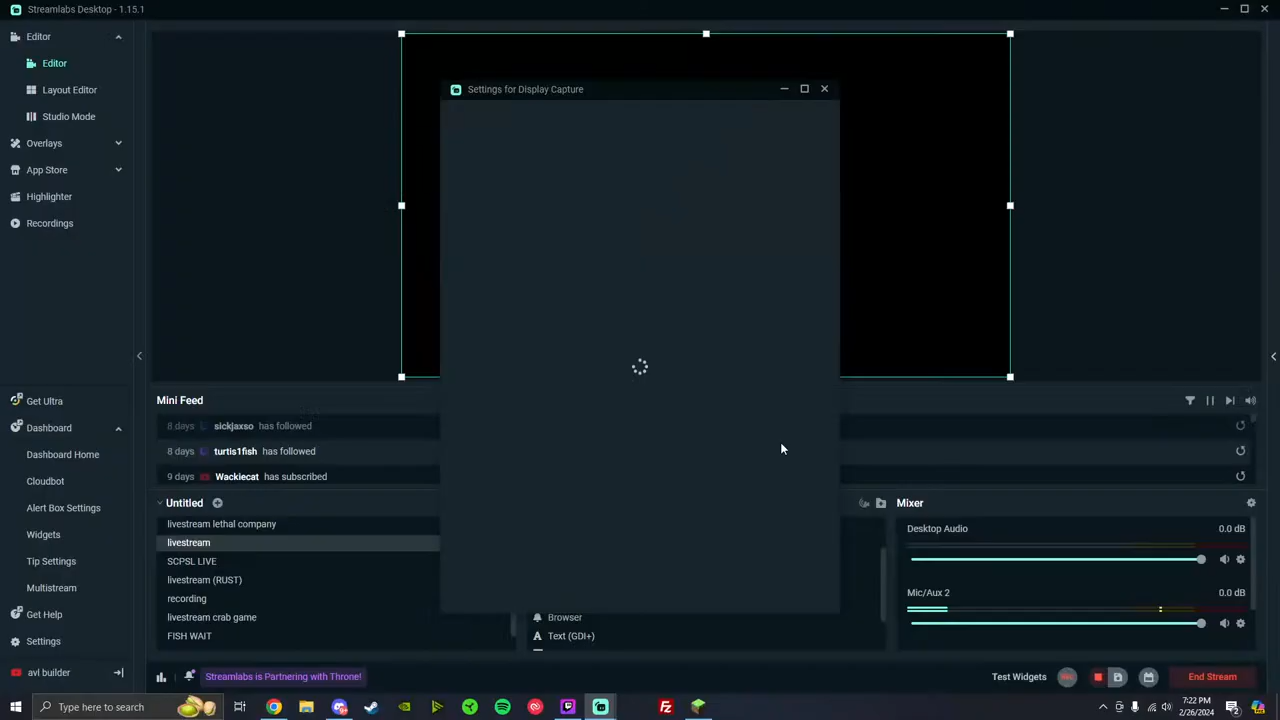 Streamlabs Desktop - 1.15.1
Editor
Editor
Layout Editor
Studio Mode
Overlays
App Store
Highlighter
Recordings
Settings for Display Capture
Get Ultra
Dashboard
Dashboard Home
Cloudbot
Alert Box Settings
Widgets
Tip Settings
Multistream
Get Help
Settings
avl builder
Mini Feed
8 days sickjaxso has followed
8 days turtis1fish has followed
9 days Wackiecat has subscribed
Untitled
livestream lethal company
livestream
SCPSL LIVE
livestream (RUST)
recording
livestream crab game
FISH WAIT
Browser
Text (GDI+)
Mixer
Desktop Audio 0.0 dB
Mic/Aux 2 0.0 dB
Streamlabs is Partnering with Throne!
Test Widgets
End Stream
Type here to search
7:22 PM
2/26/2024